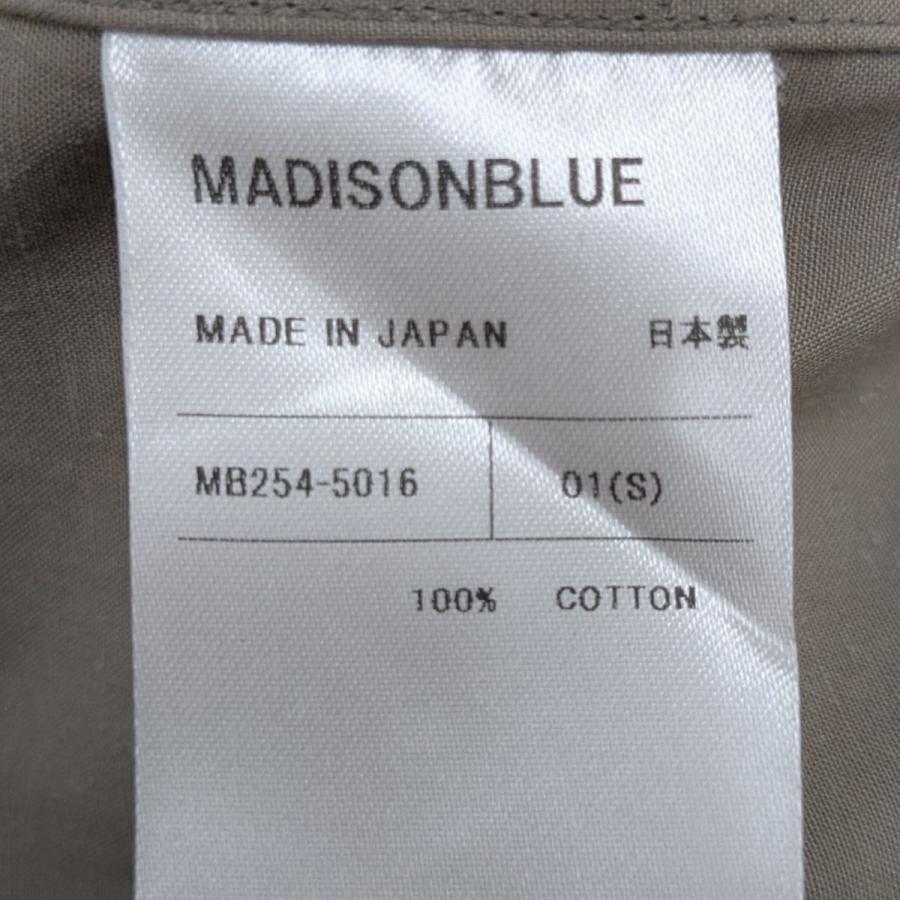 MADISONBLUE
MADE IN JAPAN 日本製
MB254-5016 01(S)
100% COTTON